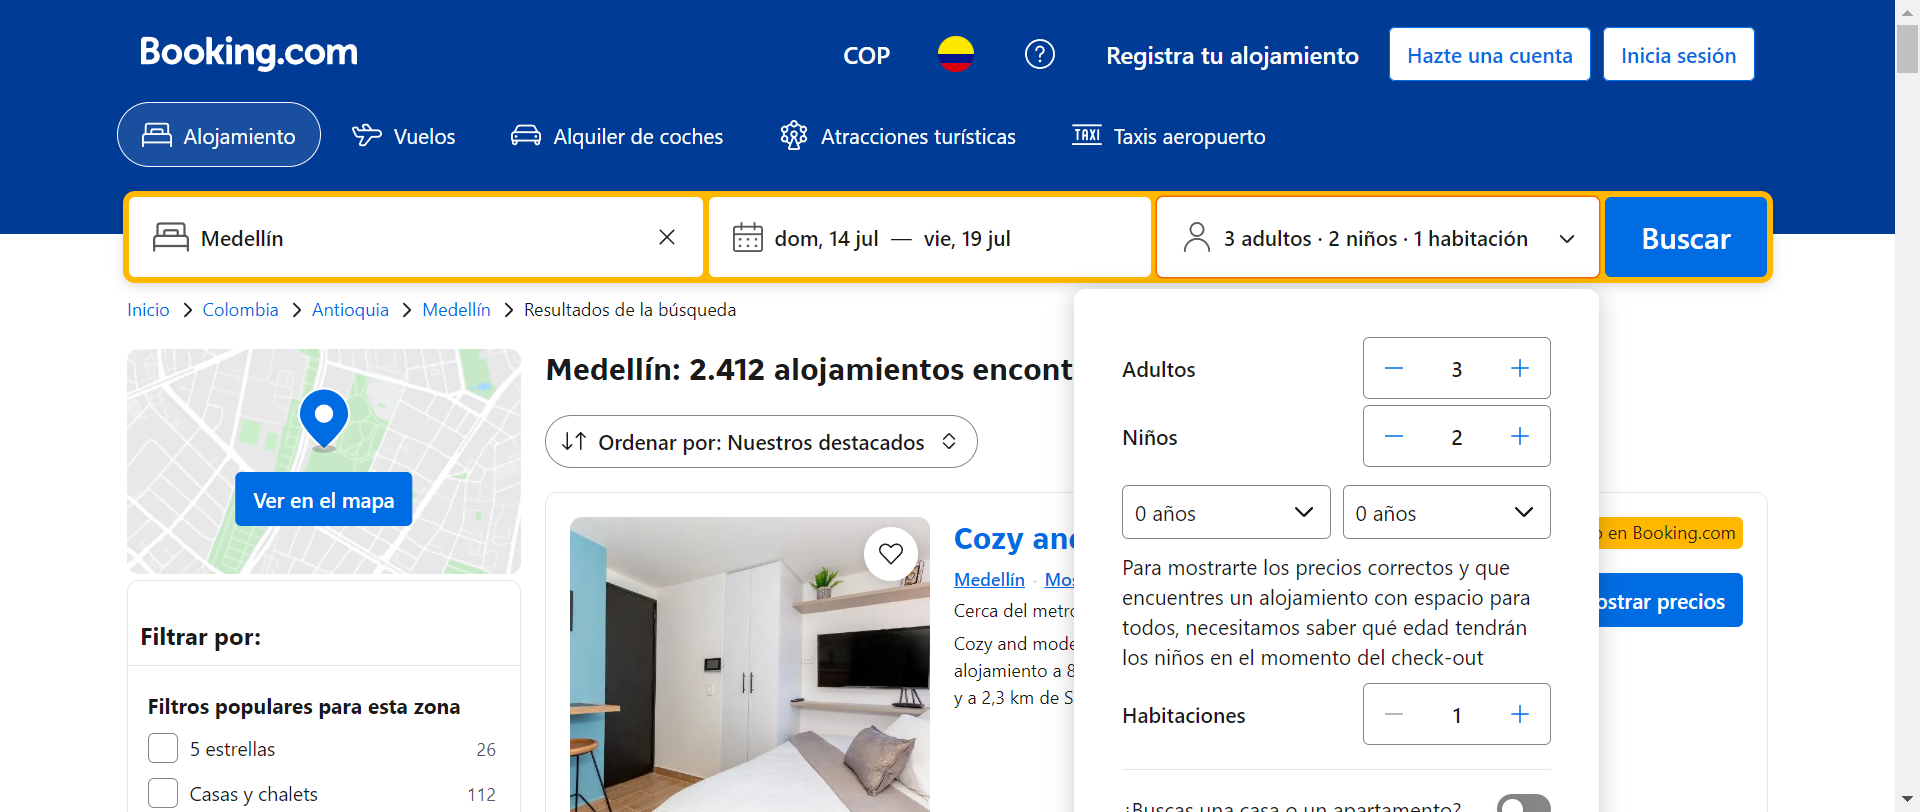 Booking.com
COP
Registra tu alojamiento
Hazte una cuenta
Inicia sesión
Alojamiento
Vuelos
Alquiler de coches
Atracciones turísticas
TAXI
Taxis aeropuerto
Medellín
dom, 14 jul — vie, 19 jul
3 adultos · 2 niños · 1 habitación
Buscar
Inicio > Colombia > Antioquia > Medellín > Resultados de la búsqueda
Ver en el mapa
Filtrar por:
Filtros populares para esta zona
5 estrellas 26
Casas y chalets 112
Medellín: 2.412 alojamientos encont
Ordenar por: Nuestros destacados
Cozy and
Medellín · Mos
Cerca del metro
Cozy and mode
alojamiento a 8
y a 2,3 km de S
Adultos 3
Niños 2
0 años 0 años
Para mostrarte los precios correctos y que
encuentres un alojamiento con espacio para
todos, necesitamos saber qué edad tendrán
los niños en el momento del check-out
Habitaciones 1
¿Buscas una casa o un apartamento?
o en Booking.com
ostrar precios